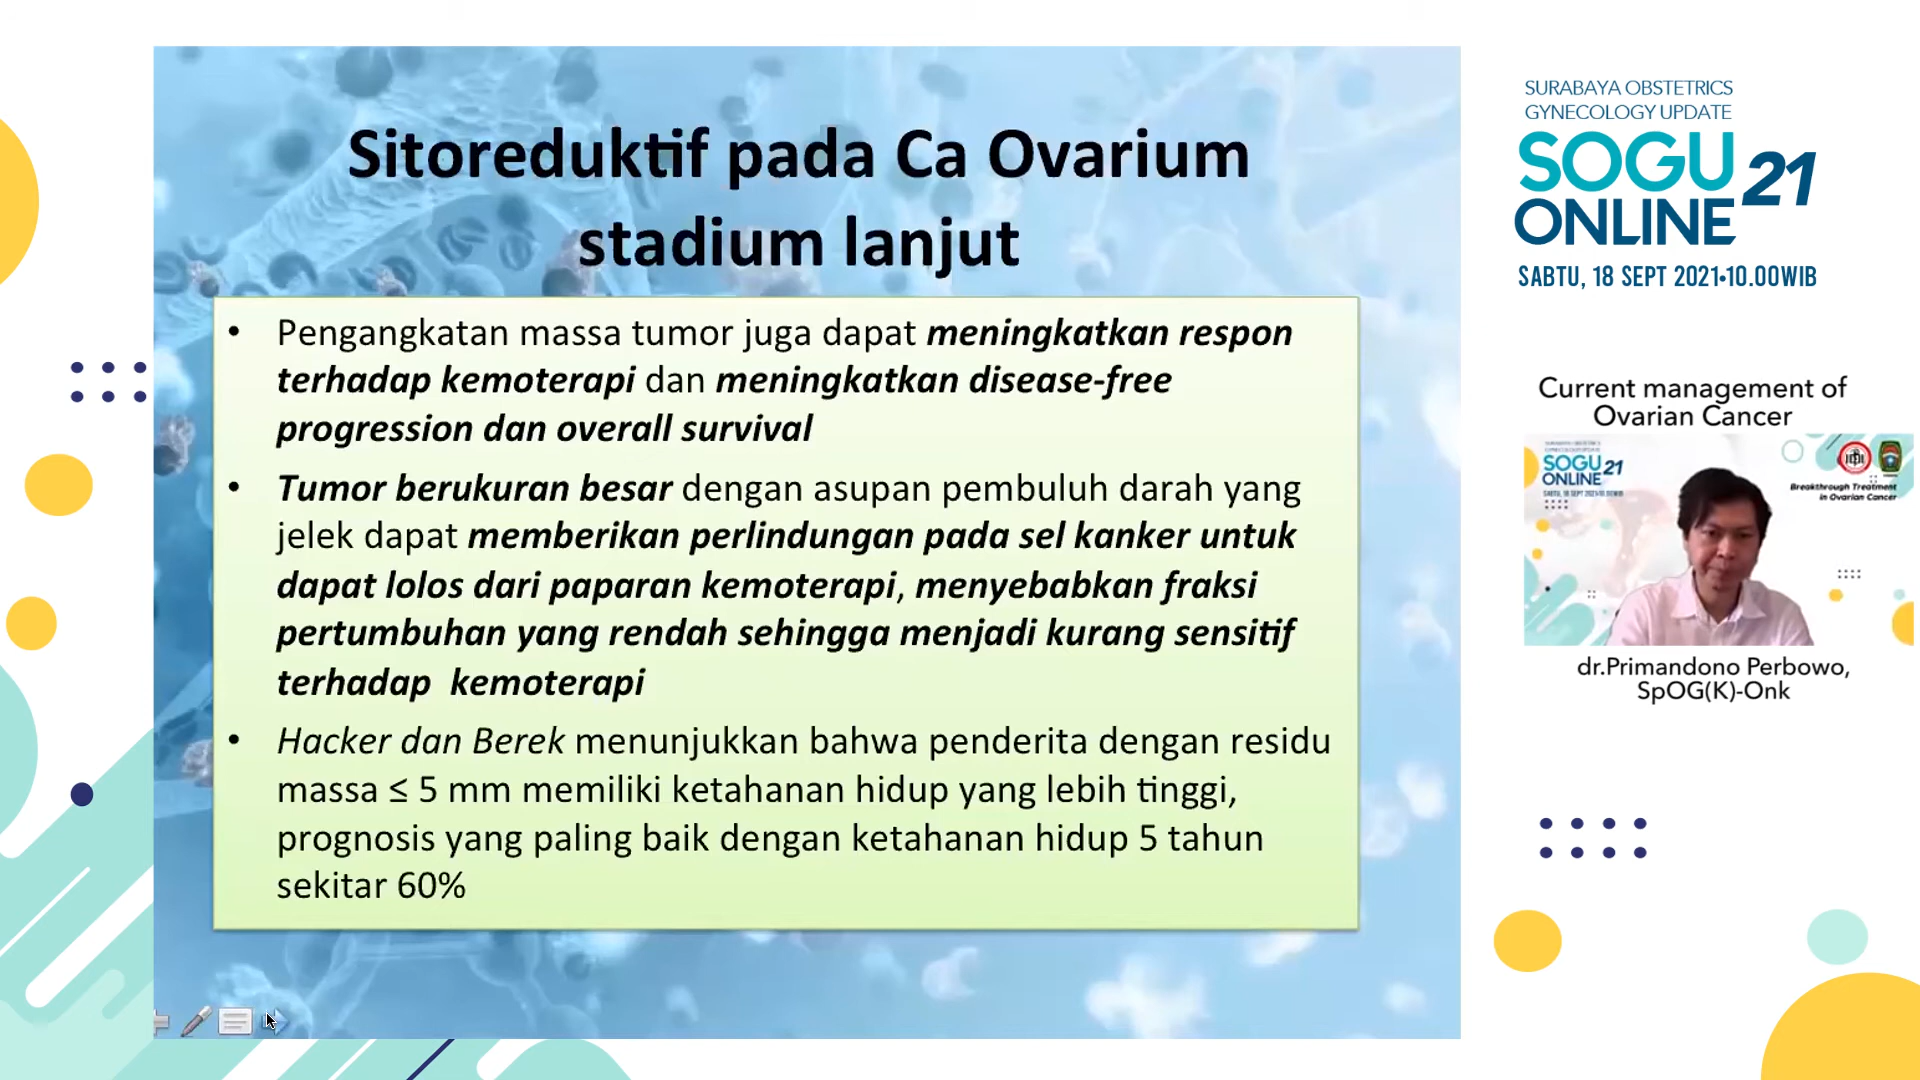 Sitoreduktif pada Ca Ovarium
stadium lanjut
• Pengangkatan massa tumor juga dapat meningkatkan respon
terhadap kemoterapi dan meningkatkan disease-free
progression dan overall survival
• Tumor berukuran besar dengan asupan pembuluh darah yang
jelek dapat memberikan perlindungan pada sel kanker untuk
dapat lolos dari paparan kemoterapi, menyebabkan fraksi
pertumbuhan yang rendah sehingga menjadi kurang sensitif
terhadap kemoterapi
• Hacker dan Berek menunjukkan bahwa penderita dengan residu
massa ≤ 5 mm memiliki ketahanan hidup yang lebih tinggi,
prognosis yang paling baik dengan ketahanan hidup 5 tahun
sekitar 60%
SURABAYA OBSTETRICS
GYNECOLOGY UPDATE
SOGU 21
ONLINE
SABTU, 18 SEPT 2021•10.00WIB
Current management of
Ovarian Cancer
SOGU 21
ONLINE
SABTU, 18 SEPT 2021•10.00WIB
Breakthrough Treatment
in Ovarian Cancer
dr.Primandono Perbowo,
SpOG(K)-Onk